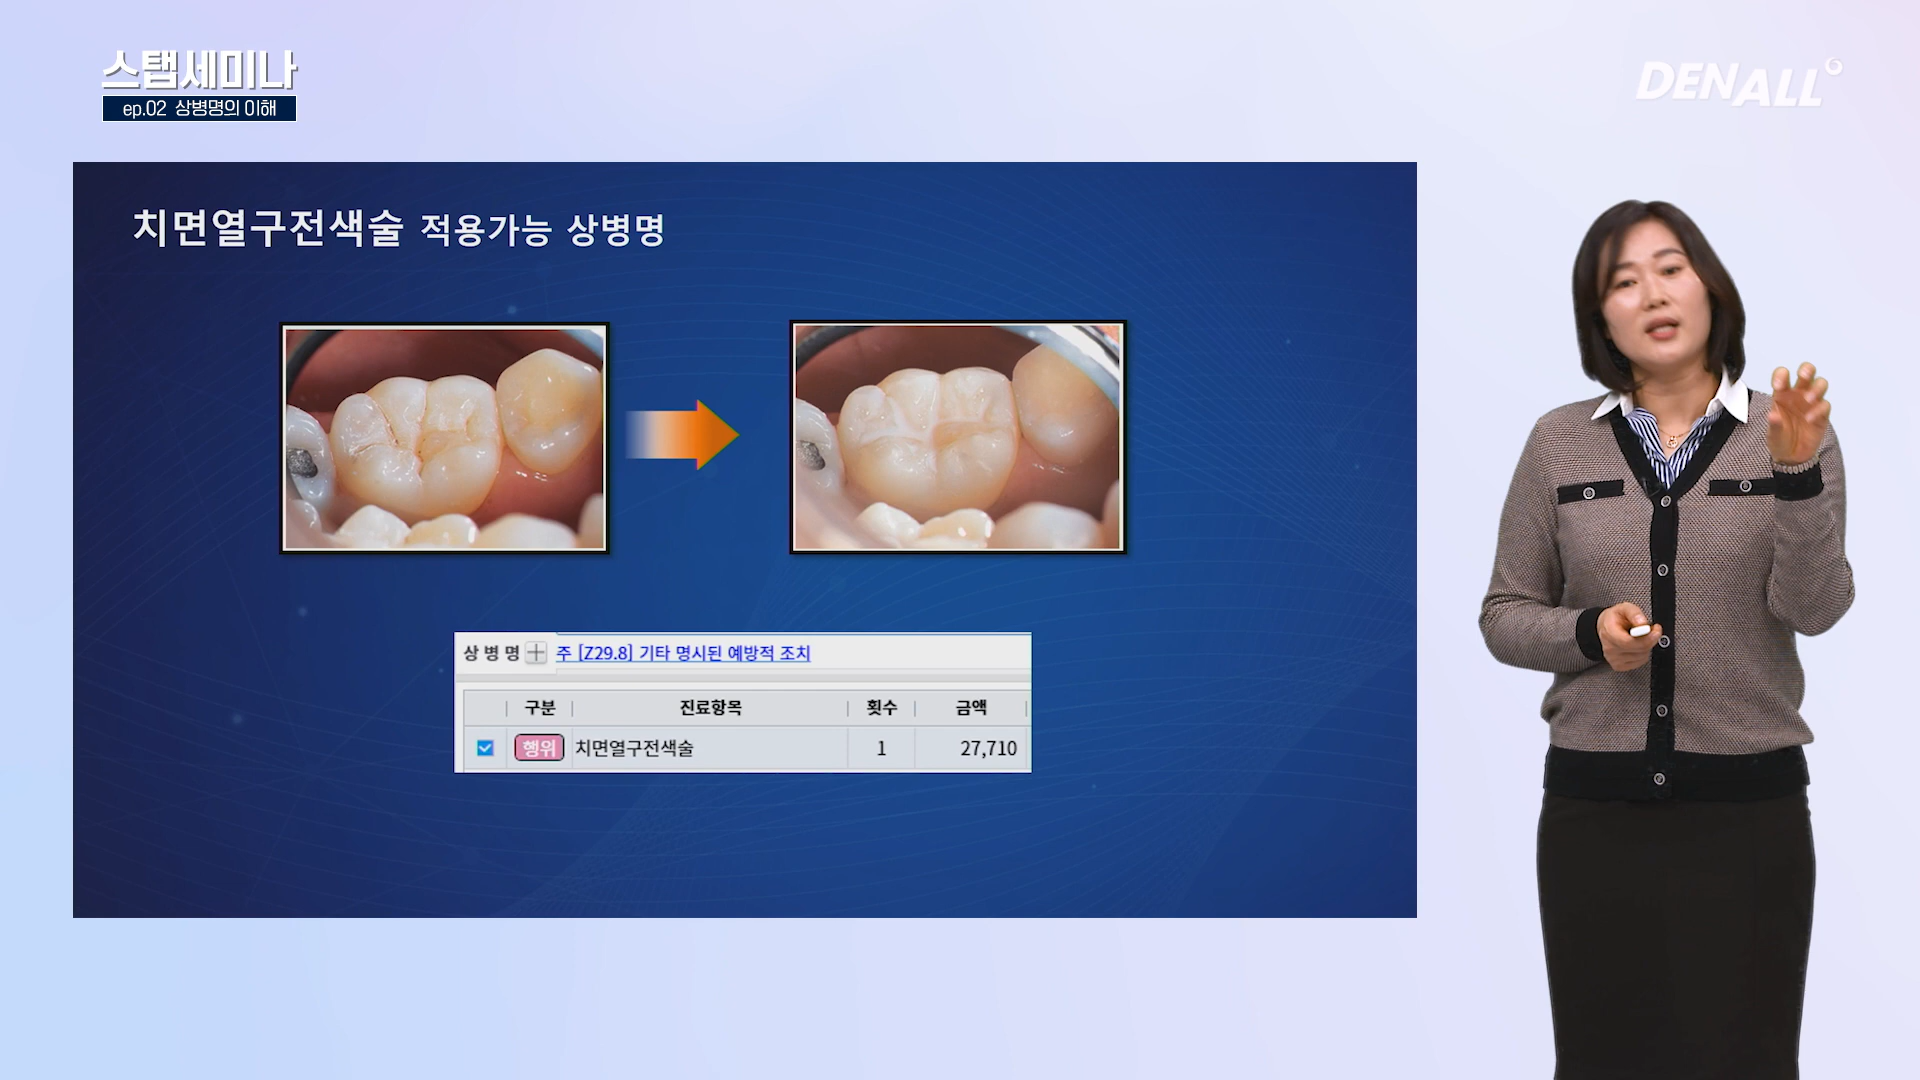 스탭세미나
ep.02 상병명의 이해
DENALL
치면열구전색술 적용가능 상병명
상 병 명 주 [Z29.8] 기타 명시된 예방적 조치
구분 진료항목 횟수 금액
행위 치면열구전색술 1 27,710